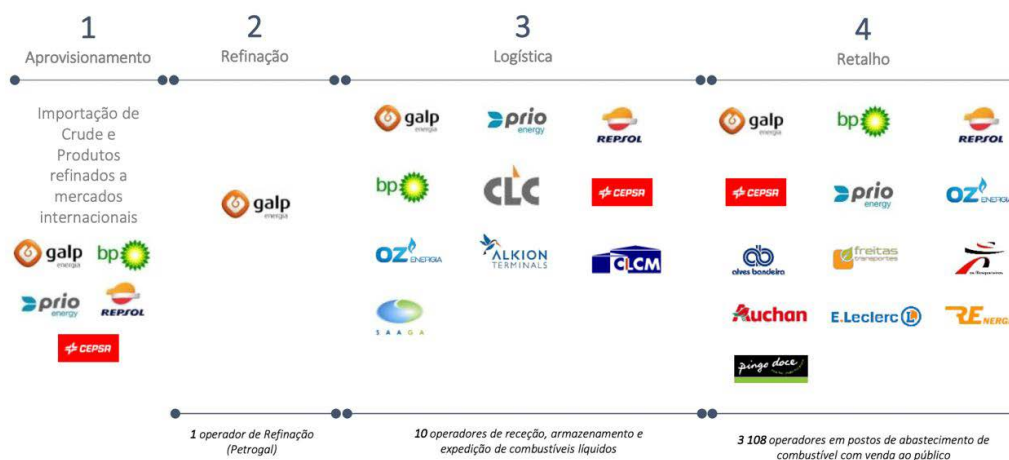 1
Aprovisionamento
2
Refinação
3
Logística
4
Retalho
Importação de
Crude e
Produtos
refinados a
mercados
internacionais
galp
energia
bp
prio
energy
REPSOL
CEPSA
galp
energia
1 operador de Refinação
(Petrogal)
galp
energia
prio
energy
REPSOL
bp
CLC
CEPSA
OZ ENERGIA
ALKION
TERMINALS
CLCM
SAAGA
10 operadores de receção, armazenamento e
expedição de combustíveis líquidos
galp
energia
bp
REPSOL
CEPSA
prio
energy
OZ ENERGIA
ab
alves bandeira
freitas
transportes
Auchan
E.Leclerc L
RENERGI
pingo doce
3 108 operadores em postos de abastecimento de
combustível com venda ao público